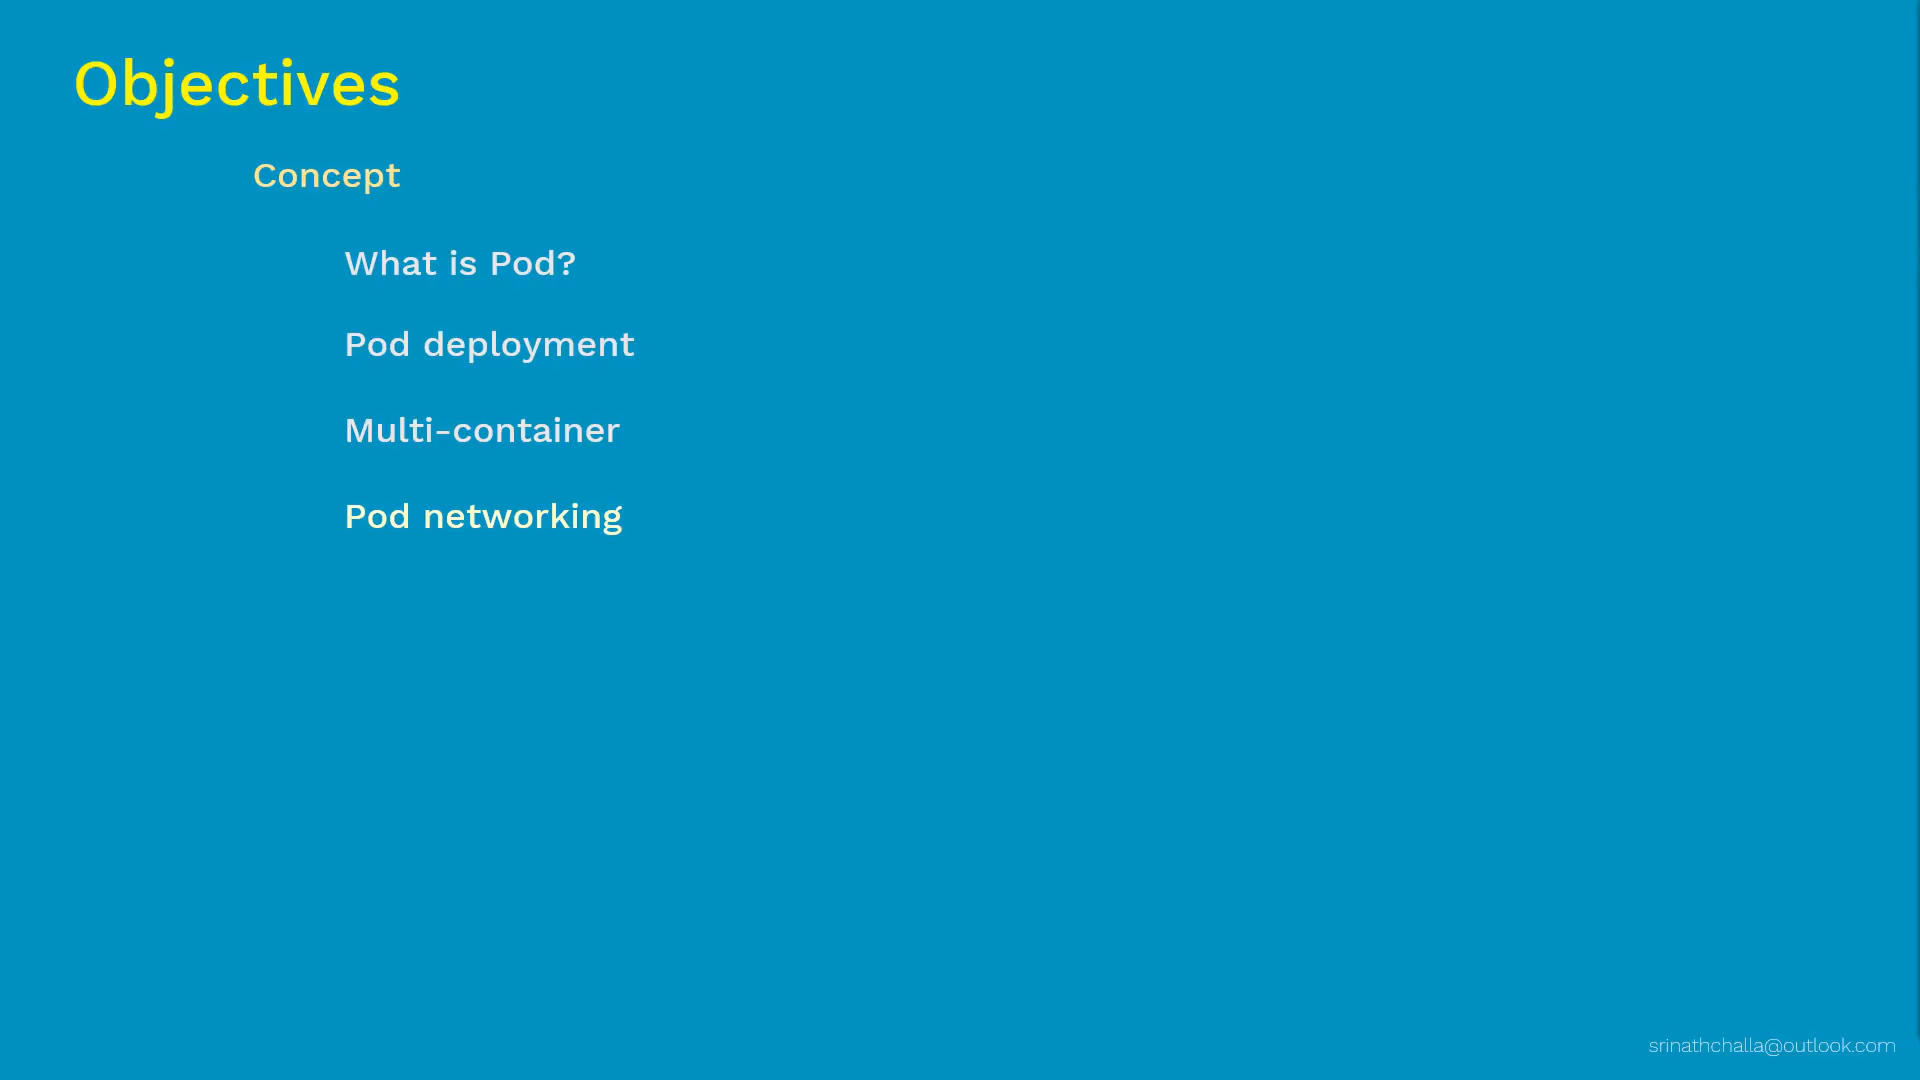 Objectives
Concept
What is Pod?
Pod deployment
Multi-container
Pod networking
srinathchalla@outlook.com